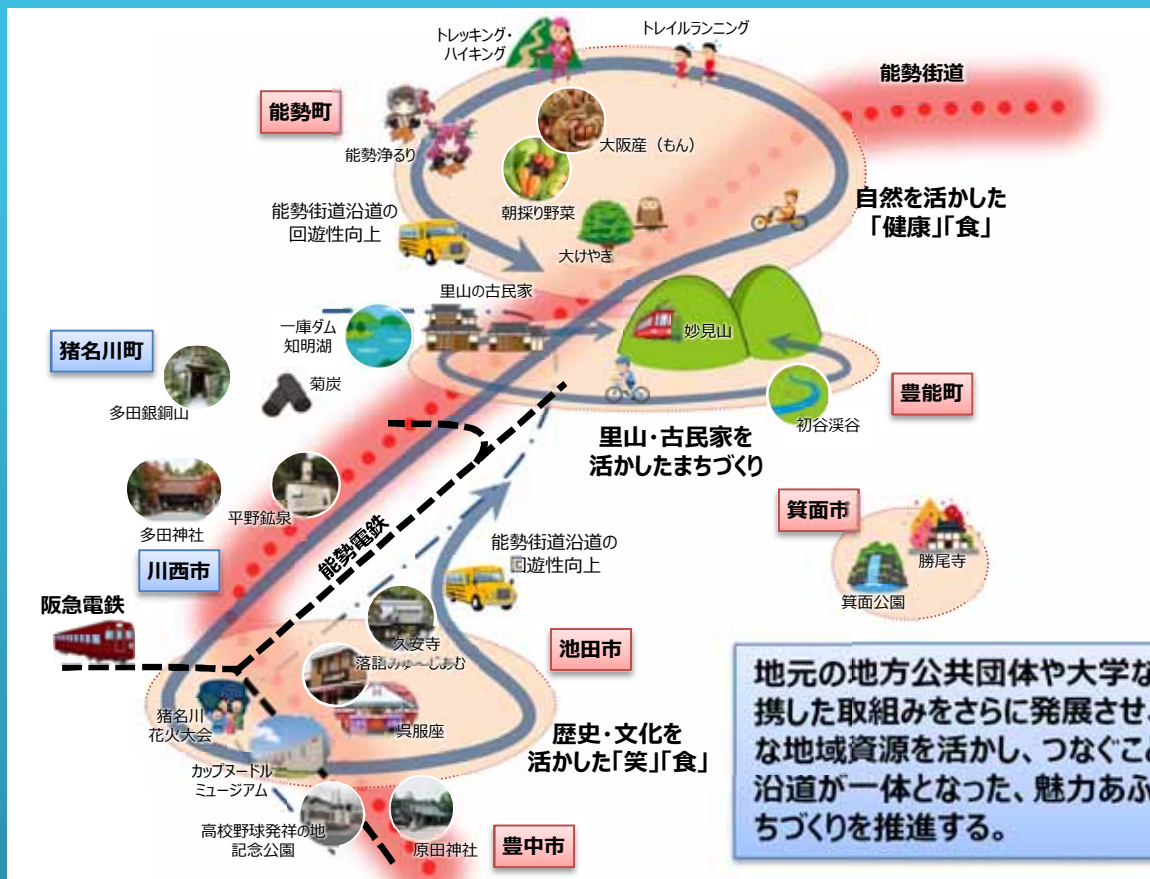 トレッキング・
ハイキング
トレイルランニング
能勢街道
能勢町
能勢浄るり
大阪産（もん）
朝採り野菜
大けやき
自然を活かした
「健康」「食」
能勢街道沿道の
回遊性向上
里山の古民家
一庫ダム
知明湖
妙見山
猪名川町
多田銀銅山
菊炭
豊能町
初谷渓谷
里山・古民家を
活かしたまちづくり
多田神社
平野鉱泉
箕面市
勝尾寺
箕面公園
川西市
能勢電鉄
能勢街道沿道の
回遊性向上
阪急電鉄
久安寺
落語みゅ～じあむ
池田市
猪名川
花火大会
呉服座
カップヌードル
ミュージアム
歴史・文化を
活かした「笑」「食」
高校野球発祥の地
記念公園
原田神社
豊中市
地元の地方公共団体や大学な
携した取組みをさらに発展させ、
な地域資源を活かし、つなぐこ
沿道が一体となった、魅力あふ
ちづくりを推進する。